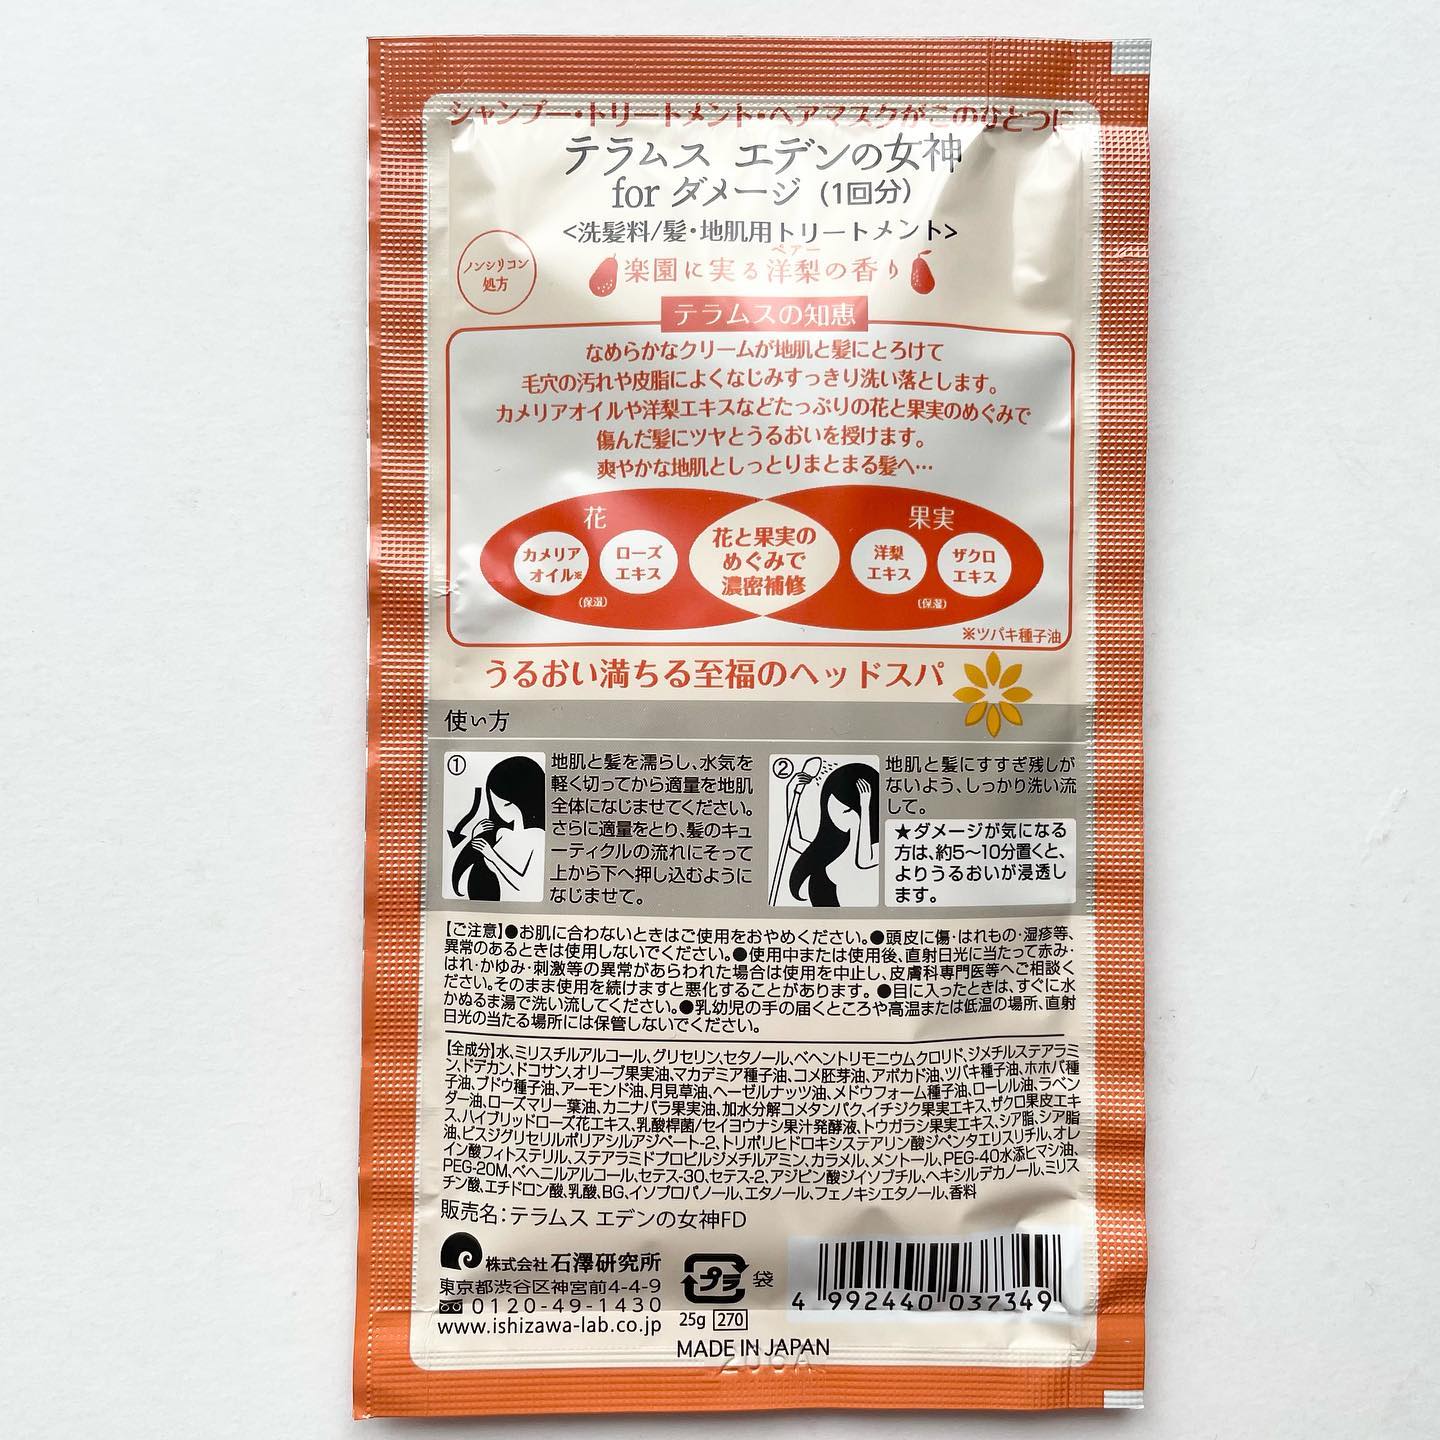 シャンプー・トリートメント・ヘアマスクがこのひとつに
テラムス エデンの女神
for ダメージ (1回分)
<洗髪料/髪・地肌用トリートメント>
ノンシリコン
処方
ペアー
楽園に実る洋梨の香り
テラムスの知恵
なめらかなクリームが地肌と髪にとろけて
毛穴の汚れや皮脂によくなじみすっきり洗い落とします。
カメリアオイルや洋梨エキスなどたっぷりの花と果実のめぐみで
傷んだ髪にツヤとうるおいを授けます。
爽やかな地肌としっとりまとまる髪へ…
花
カメリア
オイル※
ローズ
エキス
(保湿)
花と果実の
めぐみで
濃密補修
果実
洋梨
エキス
ザクロ
エキス
(保湿)
※ツバキ種子油
うるおい満ちる至福のヘッドスパ
使い方
①
地肌と髪を濡らし、水気を
軽く切ってから適量を地肌
全体になじませてください。
さらに適量をとり、髪のキュ
ーティクルの流れにそって
上から下へ押し込むように
なじませて。
②
地肌と髪にすすぎ残しが
ないよう、しっかり洗い流
して。
★ダメージが気になる
方は、約5〜10分置くと、
よりうるおいが浸透し
ます。
【ご注意】●お肌に合わないときはご使用をおやめください。●頭皮に傷・はれもの・湿疹等、
異常のあるときは使用しないでください。●使用中または使用後、直射日光に当たって赤み・
はれ・かゆみ・刺激等の異常があらわれた場合は使用を中止し、皮膚科専門医等へご相談く
ださい。そのまま使用を続けますと悪化することがあります。●目に入ったときは、すぐに水
かぬるま湯で洗い流してください。●乳幼児の手の届くところや高温または低温の場所、直射
日光の当たる場所には保管しないでください。
【全成分】水、ミリスチルアルコール、グリセリン、セタノール、ベヘントリモニウムクロリド、ジメチルステアラミ
ン、ドデカン、ドコサン、オリーブ果実油、マカデミア種子油、コメ胚芽油、アボカド油、ツバキ種子油、ホホバ種
子油、ブドウ種子油、アーモンド油、月見草油、ヘーゼルナッツ油、メドウフォーム種子油、ローレル油、ラベン
ダー油、ローズマリー葉油、カニナバラ果実油、加水分解コメタンパク、イチジク果実エキス、ザクロ果皮エキ
ス、ハイブリッドローズ花エキス、乳酸桿菌/セイヨウナシ果汁発酵液、トウガラシ果実エキス、シア脂、シア脂
油、ビスジグリセリルポリアシルアジペート-2、トリポリヒドロキシステアリン酸ジペンタエリスリチル、オレ
イン酸フィトステリル、ステアラミドプロピルジメチルアミン、カラメル、メントール、PEG-40水添ヒマシ油、
PEG-20M、ベヘニルアルコール、セテス-30、セテス-2、アジピン酸ジイソブチル、ヘキシルデカノール、ミリス
チン酸、エチドロン酸、乳酸、BG、イソプロパノール、エタノール、フェノキシエタノール、香料
販売名：テラムス エデンの女神FD
株式会社 石澤研究所
東京都渋谷区神宮前4-4-9
0120-49-1430
www.ishizawa-lab.co.jp
プラ
袋
25g 270
4 992440 037349
MADE IN JAPAN